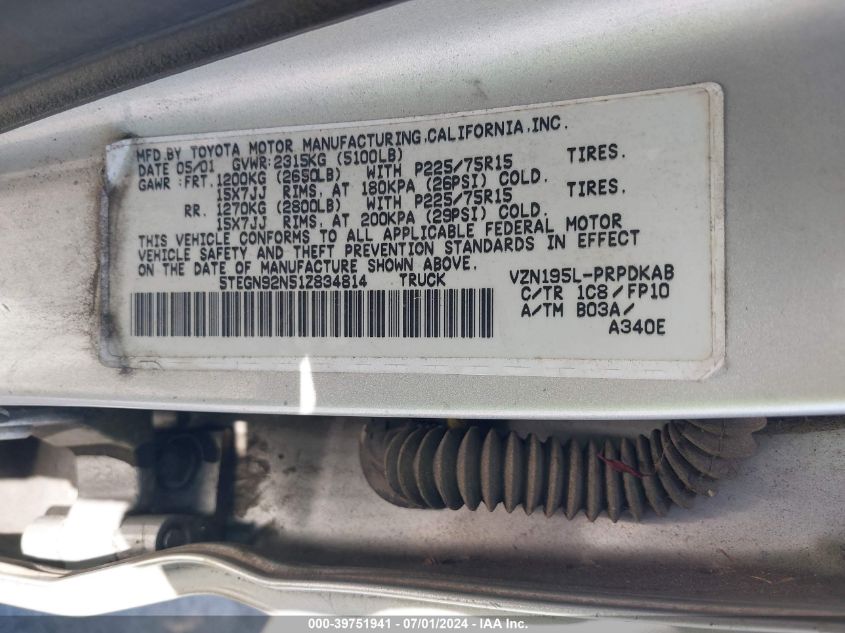 MFD.BY TOYOTA MOTOR MANUFACTURING,CALIFORNIA,INC.
DATE 05/01 GVWR:2315KG (5100LB)
GAWR:FRT.1200KG (2650LB) WITH P225/75R15 TIRES.
15X7JJ RIMS, AT 180KPA (26PSI) COLD.
RR. 1270KG (2800LB) WITH P225/75R15 TIRES.
15X7JJ RIMS, AT 200KPA (29PSI) COLD.
THIS VEHICLE CONFORMS TO ALL APPLICABLE FEDERAL MOTOR
VEHICLE SAFETY AND THEFT PREVENTION STANDARDS IN EFFECT
ON THE DATE OF MANUFACTURE SHOWN ABOVE.
5TEGN92N51Z834814 TRUCK VZN195L-PRPDKAB
C/TR 1C8/FP10
A/TM B03A/
A340E
000-39751941 - 07/01/2024 - IAAI.com